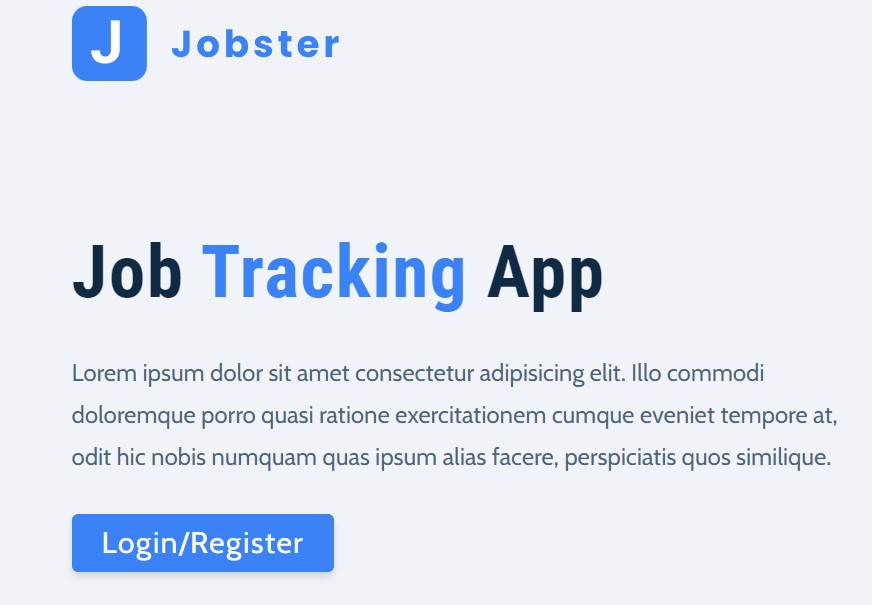 J Jobster
Job Tracking App
Lorem ipsum dolor sit amet consectetur adipisicing elit. Illo commodi
doloremque porro quasi ratione exercitationem cumque eveniet tempore at,
odit hic nobis numquam quas ipsum alias facere, perspiciatis quos similique.
Login/Register